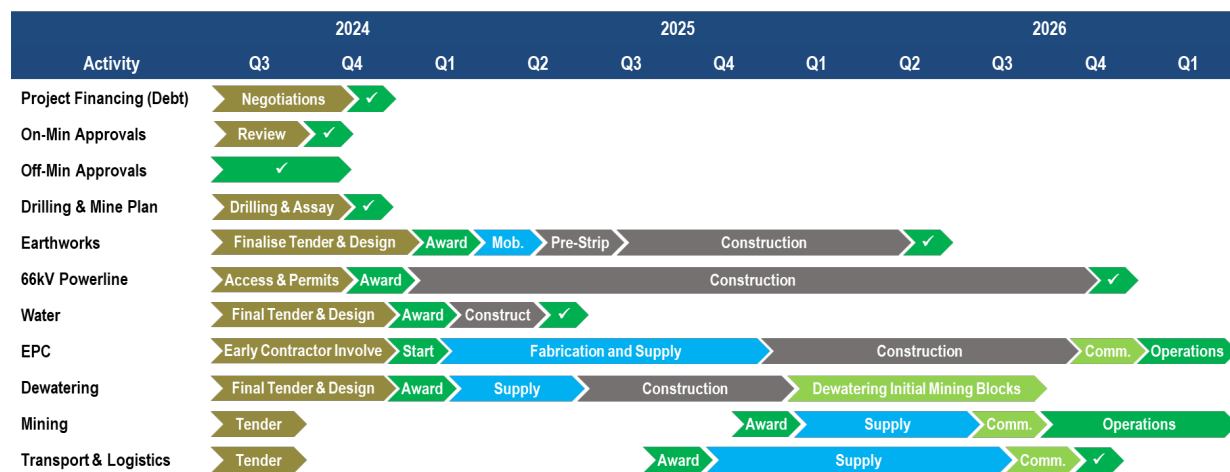 2024 2025 2026
Activity Q3 Q4 Q1 Q2 Q3 Q4 Q1 Q2 Q3 Q4 Q1
Project Financing (Debt) Negotiations ✓
On-Min Approvals Review ✓
Off-Min Approvals ✓
Drilling & Mine Plan Drilling & Assay ✓
Earthworks Finalise Tender & Design Award Mob. Pre-Strip Construction ✓
66kV Powerline Access & Permits Award Construction ✓
Water Final Tender & Design Award Construct ✓
EPC Early Contractor Involve Start Fabrication and Supply Construction Comm. Operations
Dewatering Final Tender & Design Award Supply Construction Dewatering Initial Mining Blocks
Mining Tender Award Supply Comm. Operations
Transport & Logistics Tender Award Supply Comm. ✓